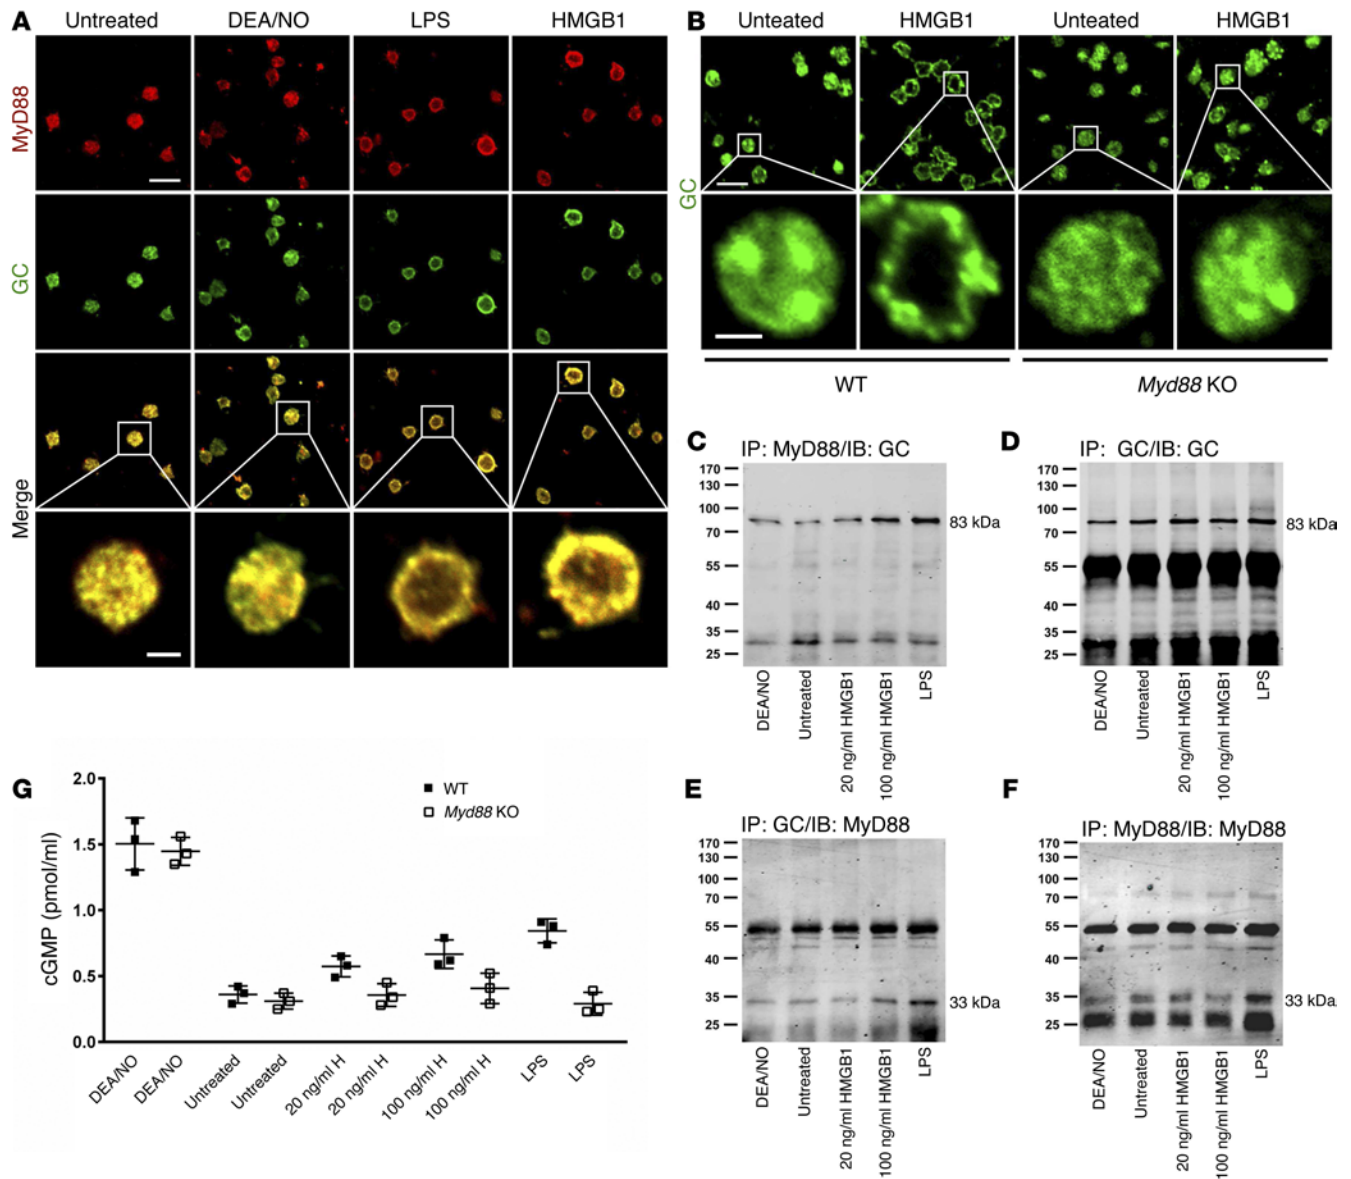 A
Untreated
DEA/NO
LPS
HMGB1
MyD88
GC
Merge
B
Unteated
HMGB1
Unteated
HMGB1
GC
WT
Myd88 KO
C
IP: MyD88/IB: GC
170
130
100
70
55
40
35
25
83 kDa
DEA/NO
Untreated
20 ng/ml HMGB1
100 ng/ml HMGB1
LPS
D
IP: GC/IB: GC
170
130
100
70
55
40
35
25
83 kDa
DEA/NO
Untreated
20 ng/ml HMGB1
100 ng/ml HMGB1
LPS
E
IP: GC/IB: MyD88
170
130
100
70
55
40
35
25
33 kDa
DEA/NO
Untreated
20 ng/ml HMGB1
100 ng/ml HMGB1
LPS
F
IP: MyD88/IB: MyD88
170
130
100
70
55
40
35
25
33 kDa
DEA/NO
Untreated
20 ng/ml HMGB1
100 ng/ml HMGB1
LPS
G
WT
Myd88 KO
cGMP (pmol/ml)
2.0
1.5
1.0
0.5
0.0
DEA/NO
DEA/NO
Untreated
Untreated
20 ng/ml H
20 ng/ml H
100 ng/ml H
100 ng/ml H
LPS
LPS